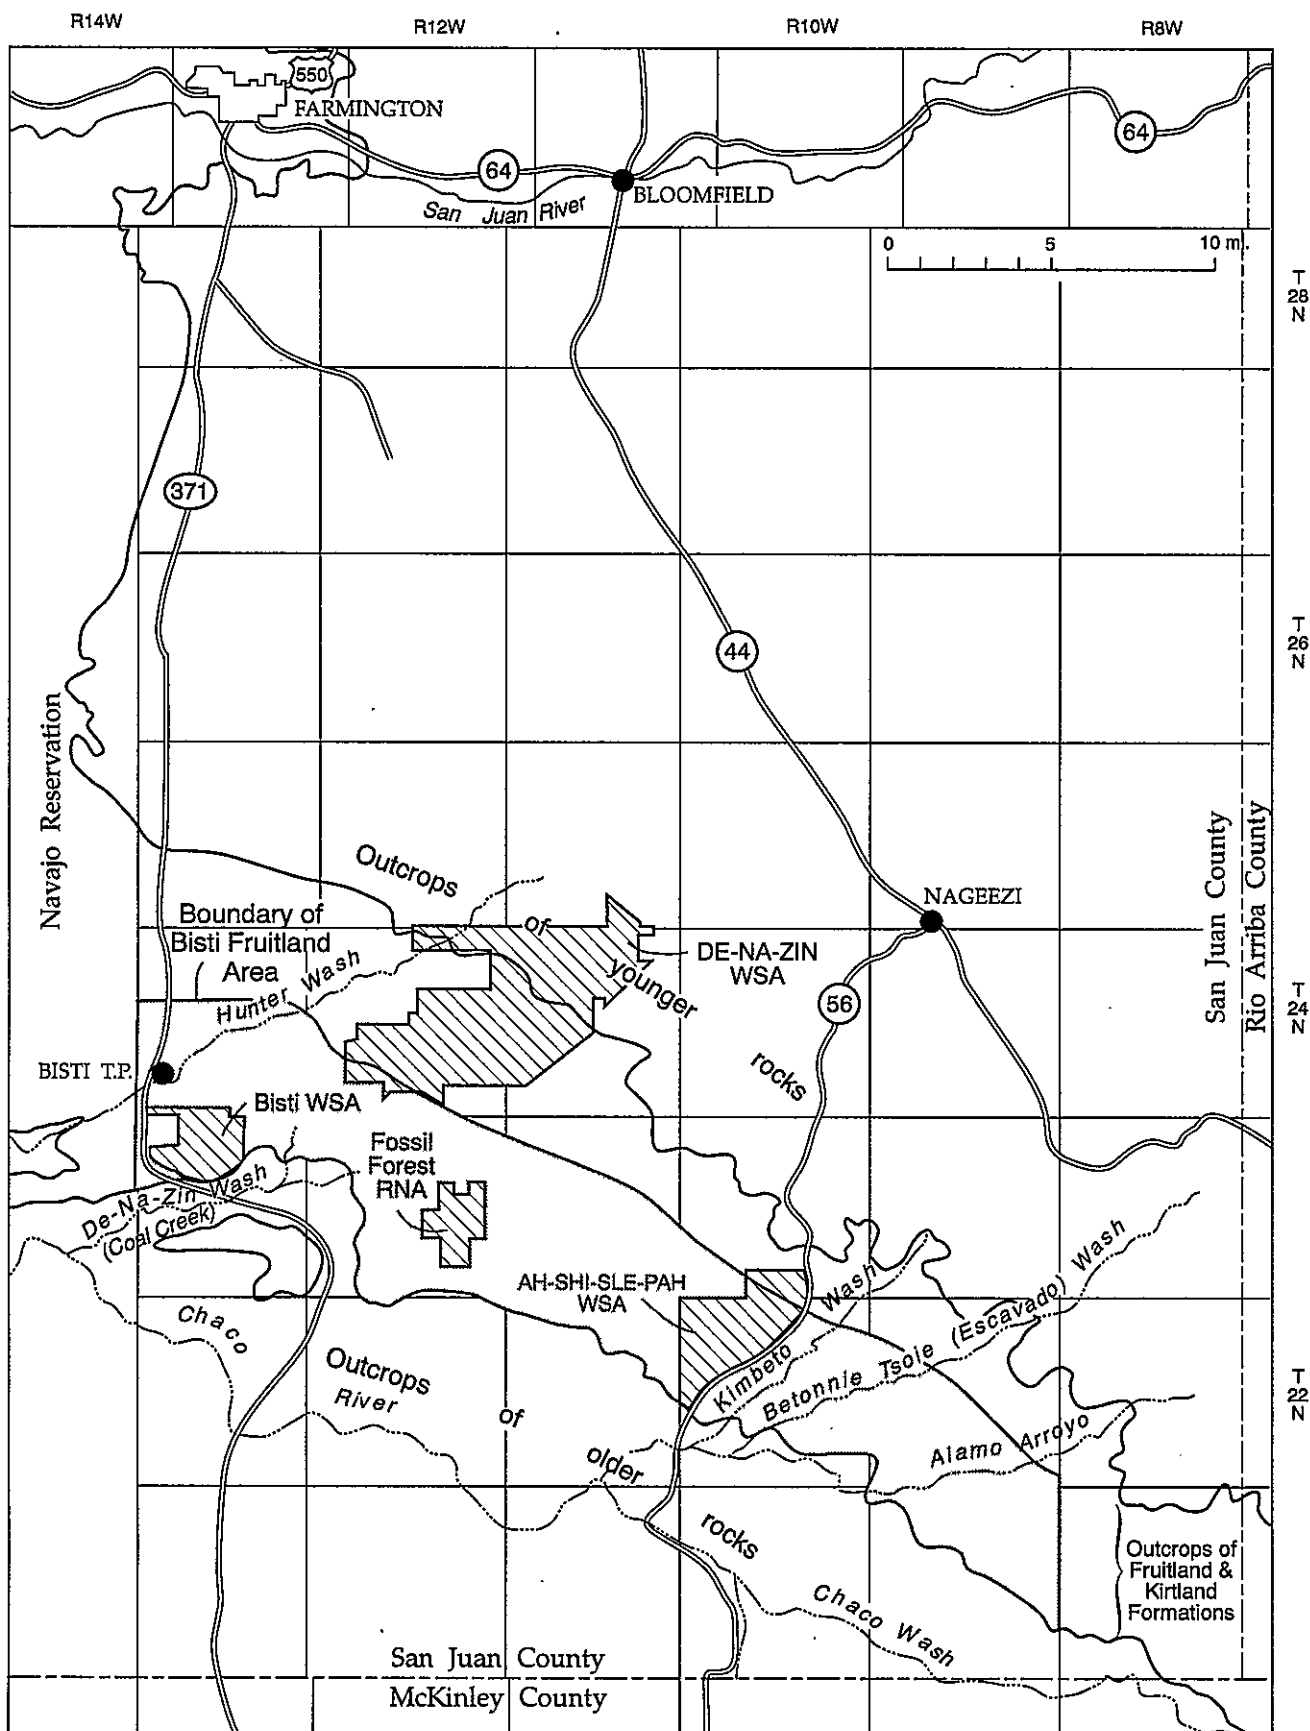 R14W
R12W
R10W
R8W
550
FARMINGTON
64
64
BLOOMFIELD
San Juan River
0 5 10 mi.
T
28
N
371
T
26
N
44
Navajo Reservation
San Juan County
Rio Arriba County
Outcrops
of
younger
rocks
NAGEEZI
Boundary of
Bisti Fruitland
Area
Hunter Wash
DE-NA-ZIN
WSA
56
T
24
N
BISTI T.P.
Bisti WSA
Fossil
Forest
RNA
De-Na-Zin Wash
(Coal Creek)
AH-SHI-SLE-PAH
WSA
Kimbeto Wash
Betonnie Tsoie (Escavado) Wash
Chaco
River
Outcrops
of
older
rocks
Alamo Arroyo
T
22
N
Outcrops of
Fruitland &
Kirtland
Formations
Chaco Wash
San Juan County
McKinley County